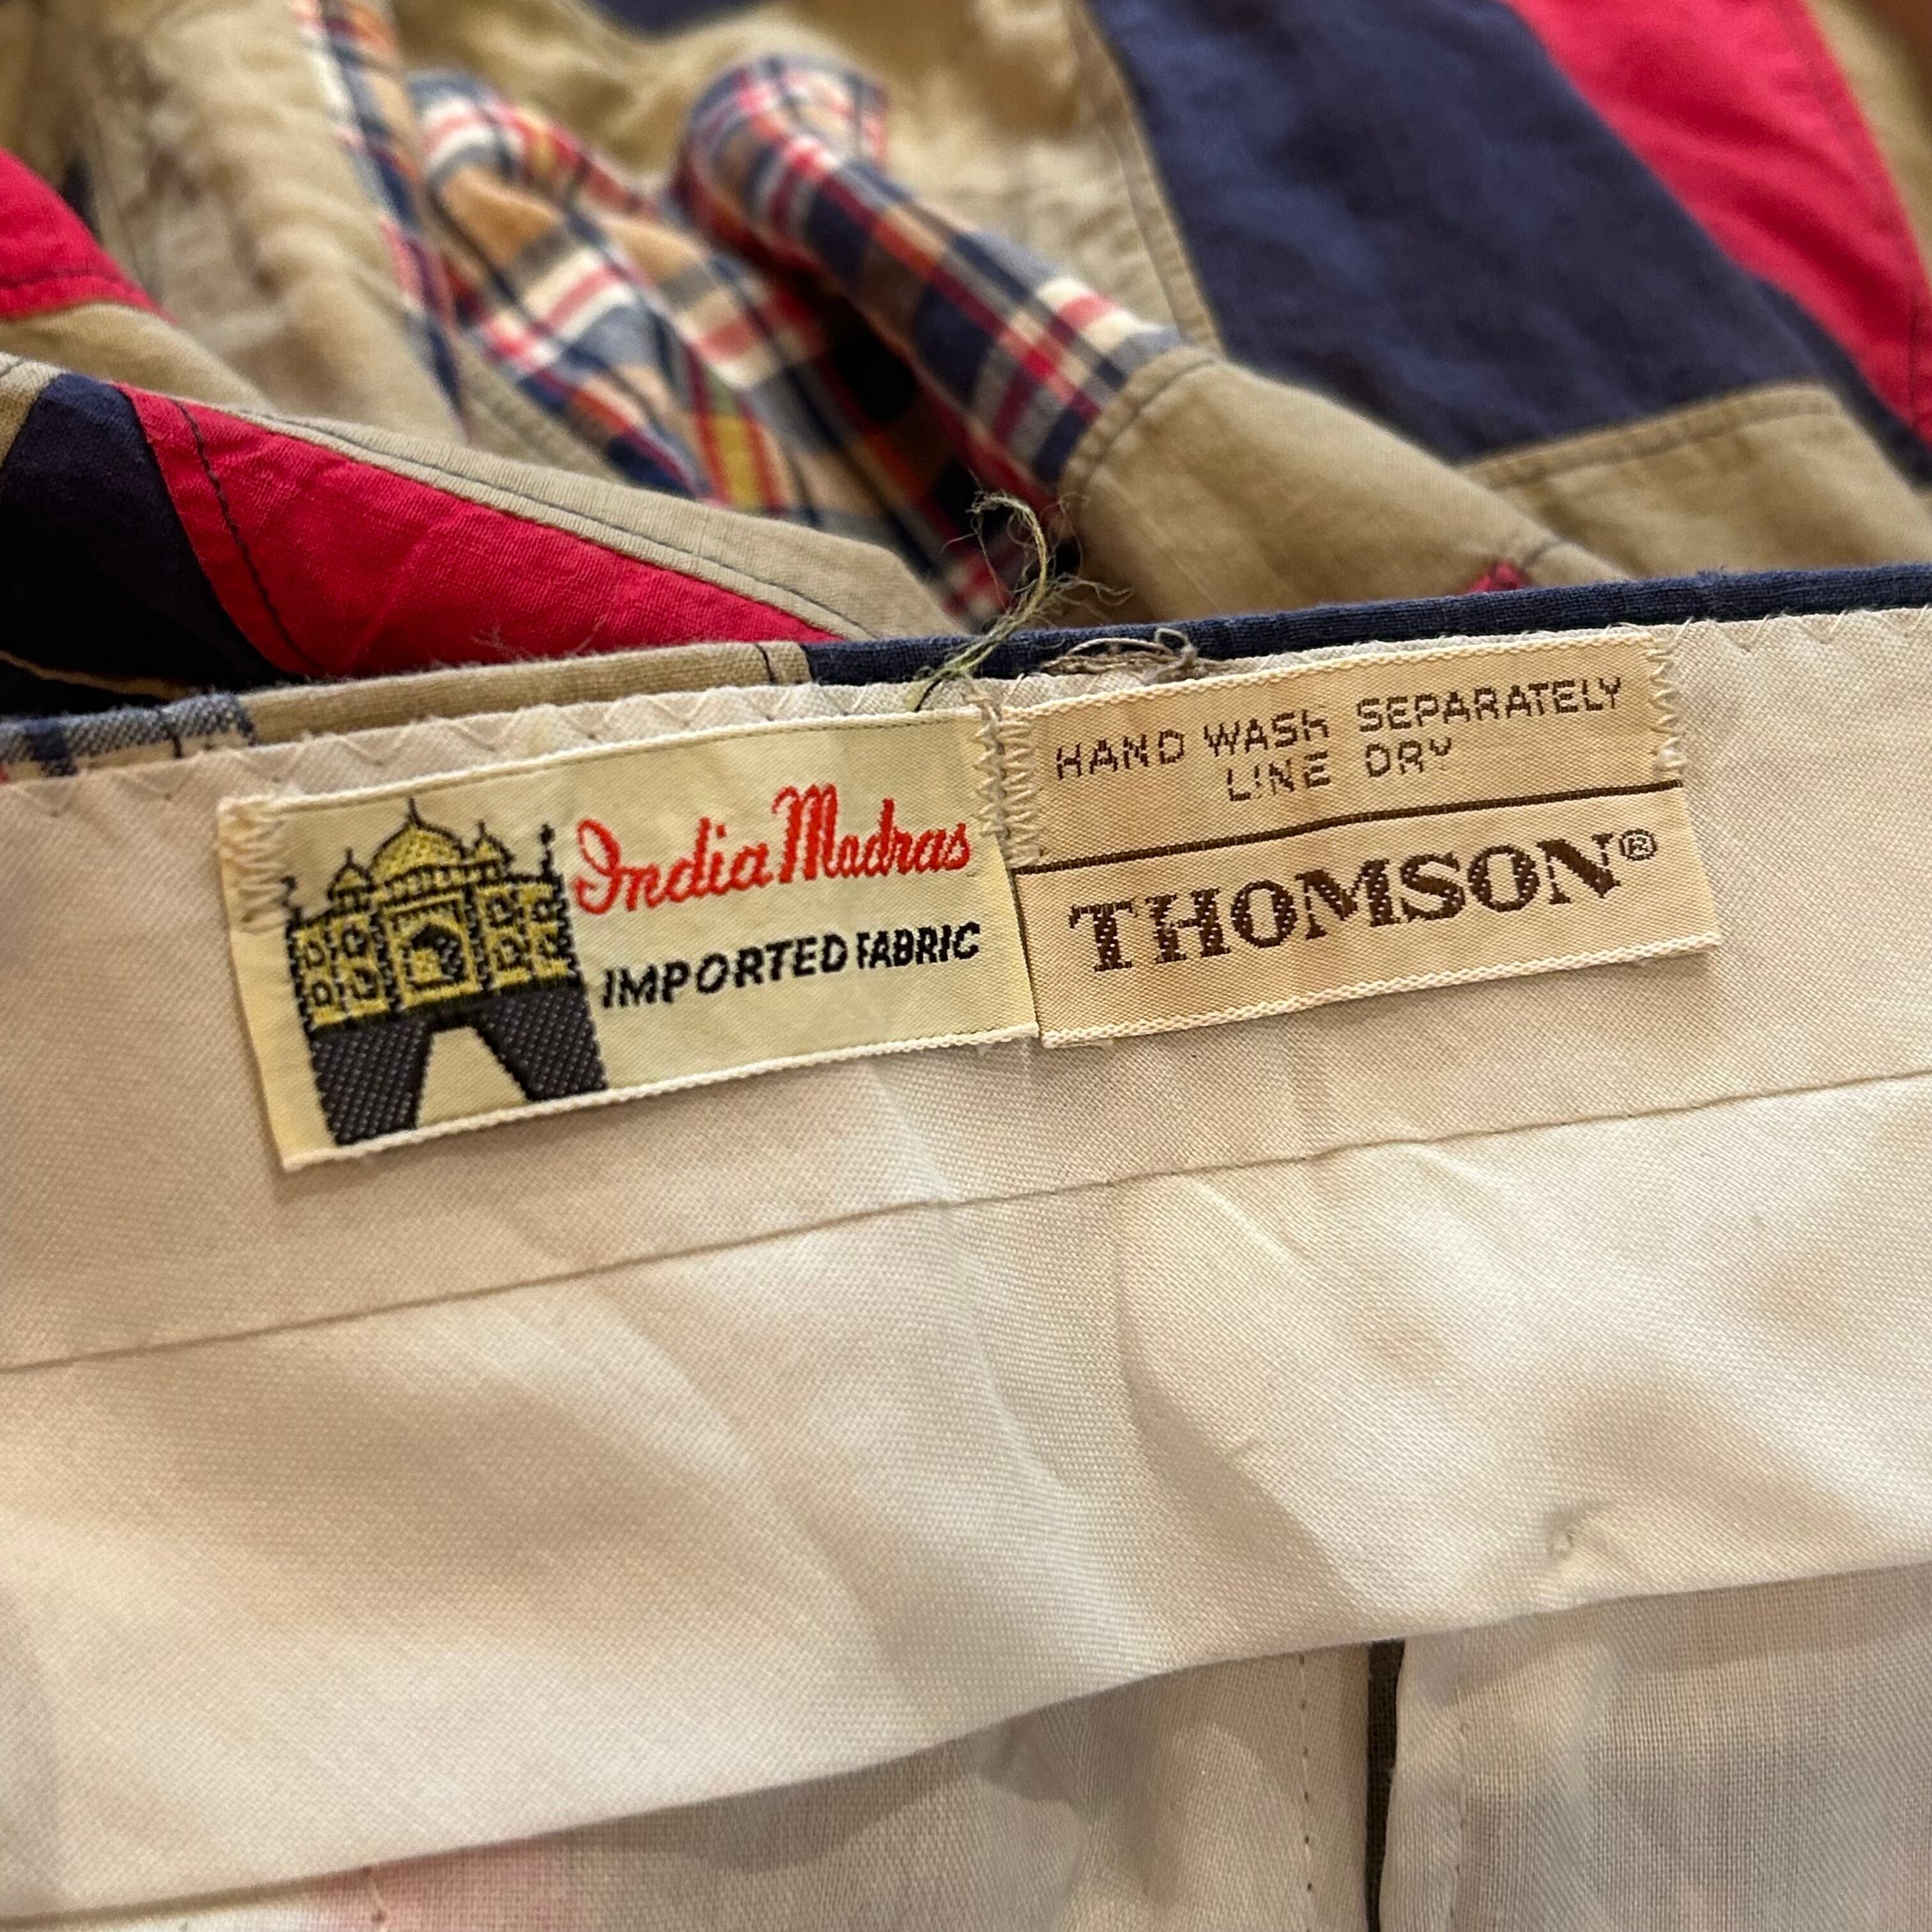 India Madras
IMPORTED FABRIC
HAND WASh SEPARATELY
LINE DRY
THOMSON®